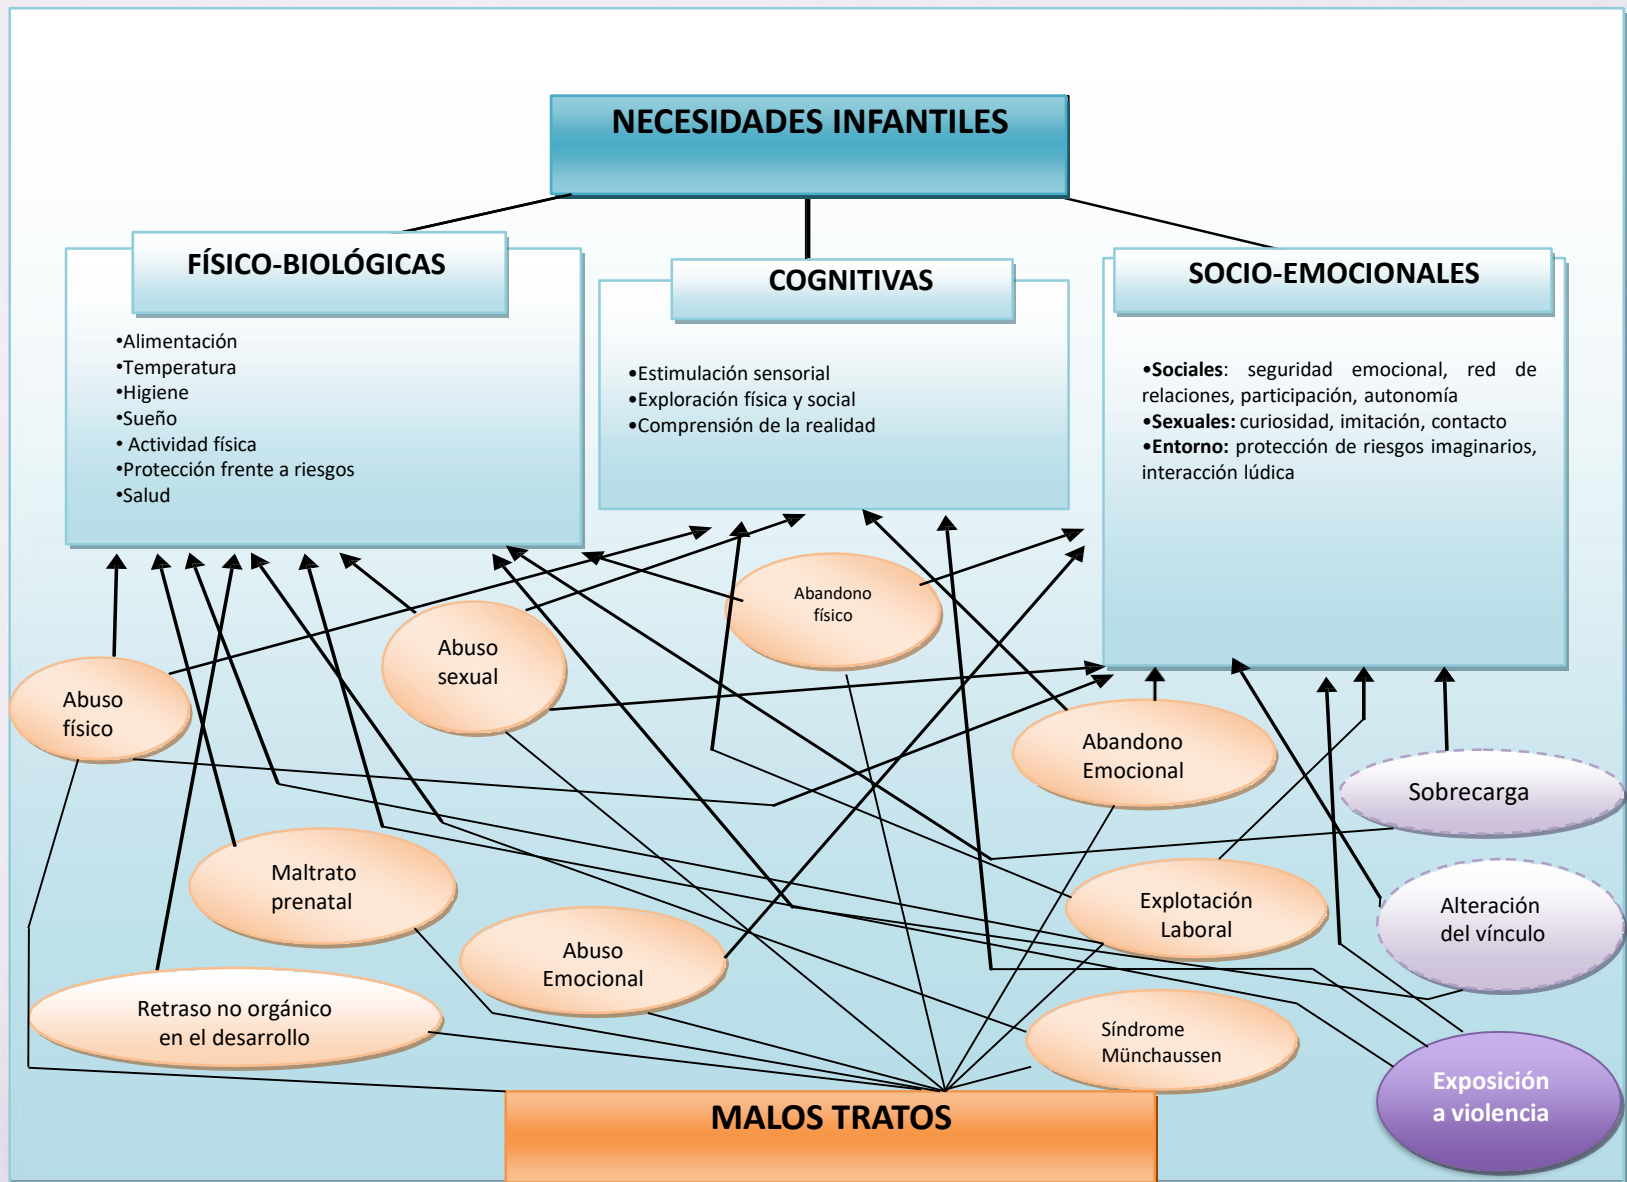 NECESIDADES INFANTILES
FÍSICO-BIOLÓGICAS
•Alimentación
•Temperatura
•Higiene
•Sueño
• Actividad física
•Protección frente a riesgos
•Salud
COGNITIVAS
•Estimulación sensorial
•Exploración física y social
•Comprensión de la realidad
SOCIO-EMOCIONALES
•Sociales: seguridad emocional, red de
relaciones, participación, autonomía
•Sexuales: curiosidad, imitación, contacto
•Entorno: protección de riesgos imaginarios,
interacción lúdica
Abandono
físico
Abuso
sexual
Abuso
físico
Abandono
Emocional
Sobrecarga
Maltrato
prenatal
Explotación
Laboral
Alteración
del vínculo
Abuso
Emocional
Retraso no orgánico
en el desarrollo
Síndrome
Münchaussen
Exposición
a violencia
MALOS TRATOS